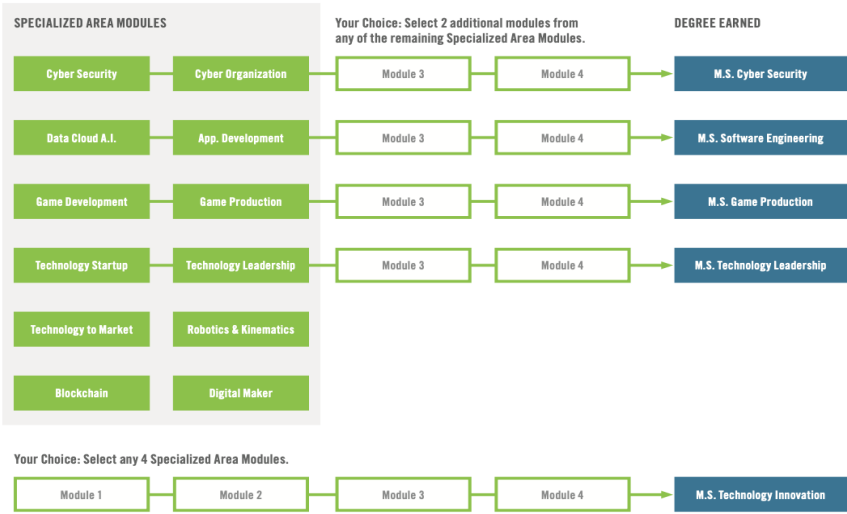 SPECIALIZED AREA MODULES
Your Choice: Select 2 additional modules from
any of the remaining Specialized Area Modules.
DEGREE EARNED
Cyber Security
Cyber Organization
Module 3
Module 4
M.S. Cyber Security
Data Cloud A.I.
App. Development
Module 3
Module 4
M.S. Software Engineering
Game Development
Game Production
Module 3
Module 4
M.S. Game Production
Technology Startup
Technology Leadership
Module 3
Module 4
M.S. Technology Leadership
Technology to Market
Robotics & Kinematics
Blockchain
Digital Maker
Your Choice: Select any 4 Specialized Area Modules.
Module 1
Module 2
Module 3
Module 4
M.S. Technology Innovation